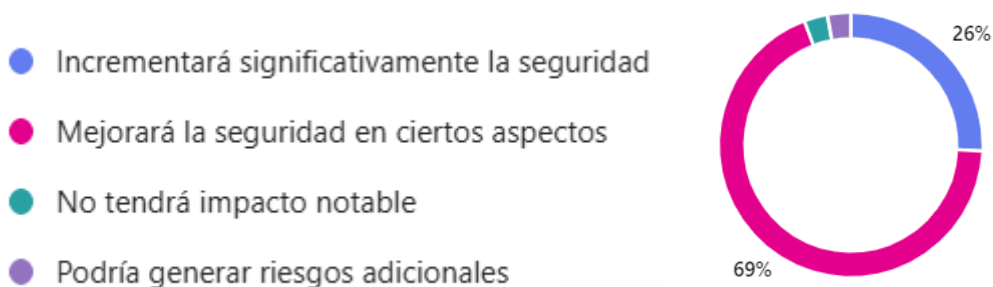 Incrementará significativamente la seguridad
Mejorará la seguridad en ciertos aspectos
No tendrá impacto notable
Podría generar riesgos adicionales
26%
69%